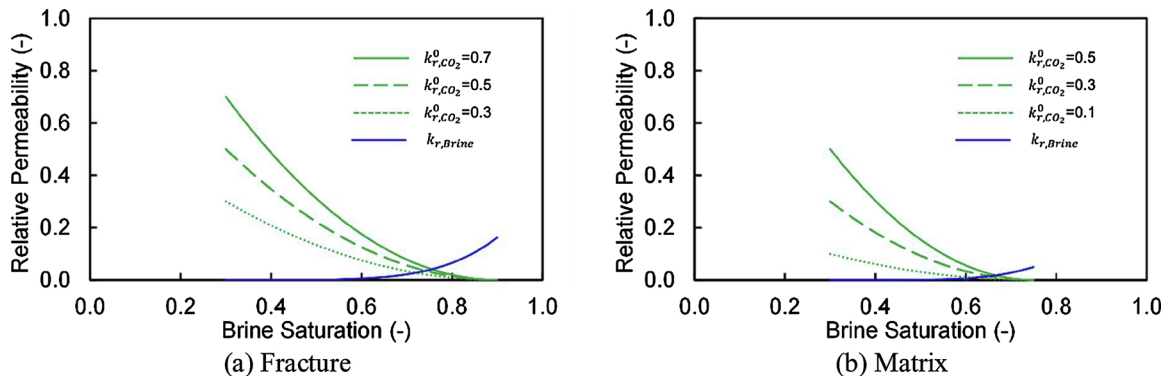 Relative Permeability (-)
1.0
0.8
0.6
0.4
0.2
0.0
k⁰r,CO₂=0.7
k⁰r,CO₂=0.5
k⁰r,CO₂=0.3
kr,Brine
0.0 0.2 0.4 0.6 0.8 1.0
Brine Saturation (-)
(a) Fracture
Relative Permeability (-)
1.0
0.8
0.6
0.4
0.2
0.0
k⁰r,CO₂=0.5
k⁰r,CO₂=0.3
k⁰r,CO₂=0.1
kr,Brine
0.0 0.2 0.4 0.6 0.8 1.0
Brine Saturation (-)
(b) Matrix